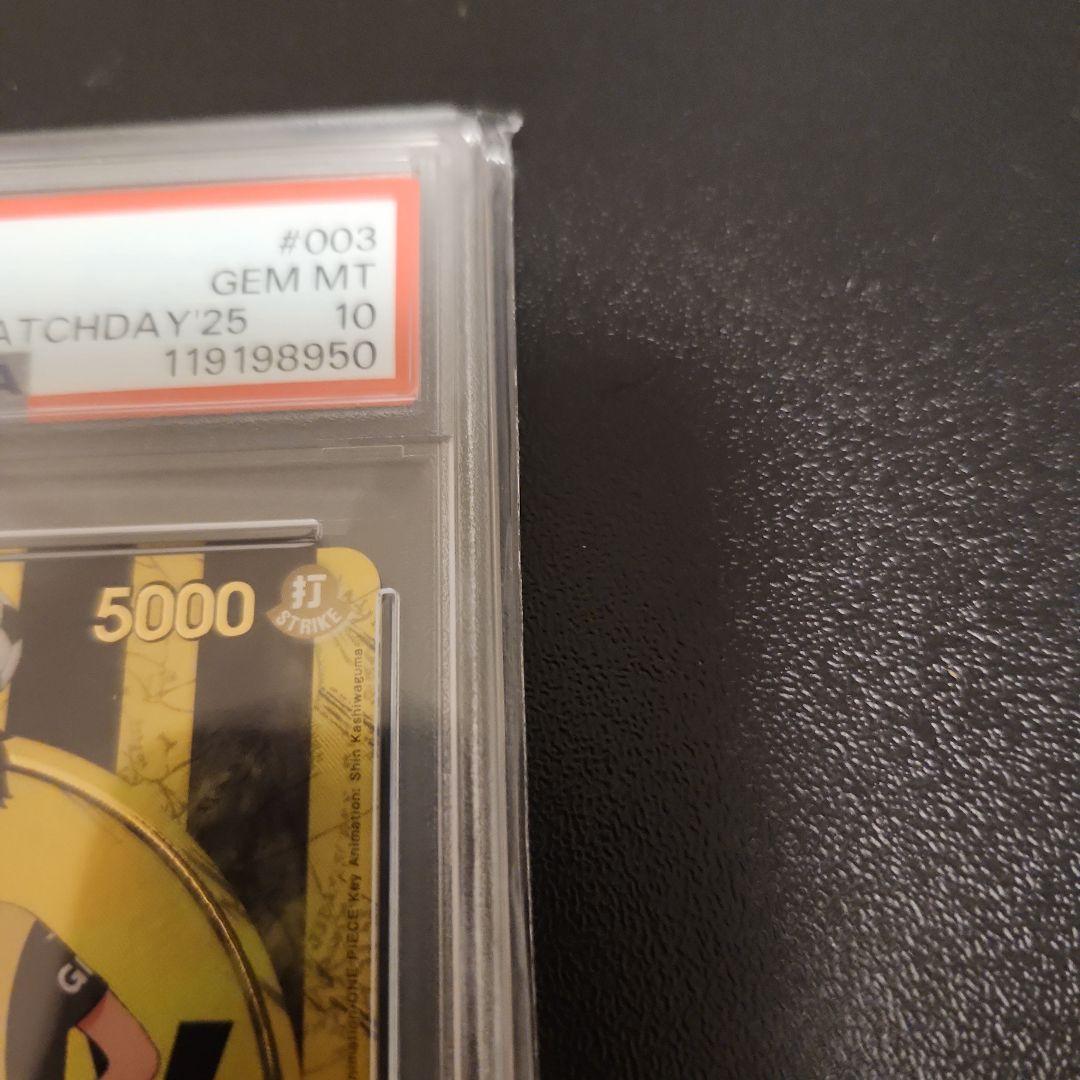 #003
GEM MT
ATCHDAY'25 10
119198950
A
5000
打
STRIKE
ONE PIECE Key Animation: Shin Kashiwaguma
G